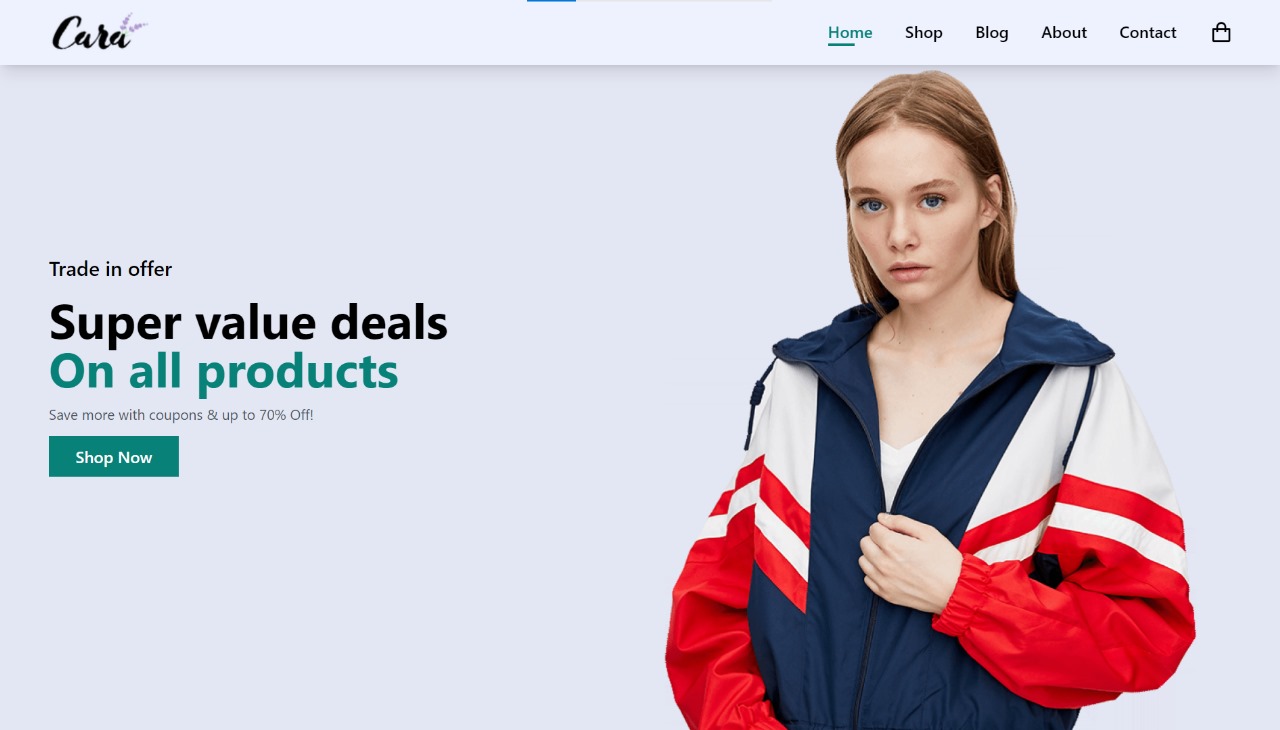 Cara
Home Shop Blog About Contact
Trade in offer
Super value deals
On all products
Save more with coupons & up to 70% Off!
Shop Now